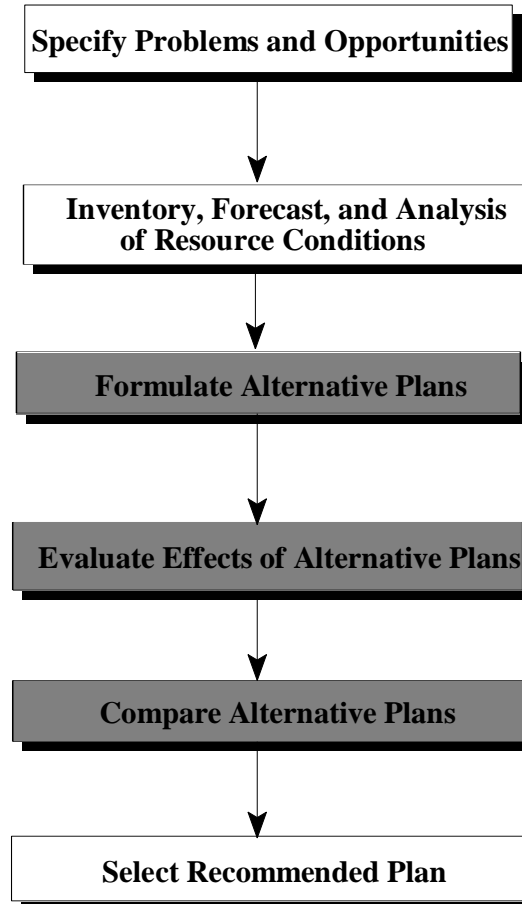 Specify Problems and Opportunities
Inventory, Forecast, and Analysis
of Resource Conditions
Formulate Alternative Plans
Evaluate Effects of Alternative Plans
Compare Alternative Plans
Select Recommended Plan